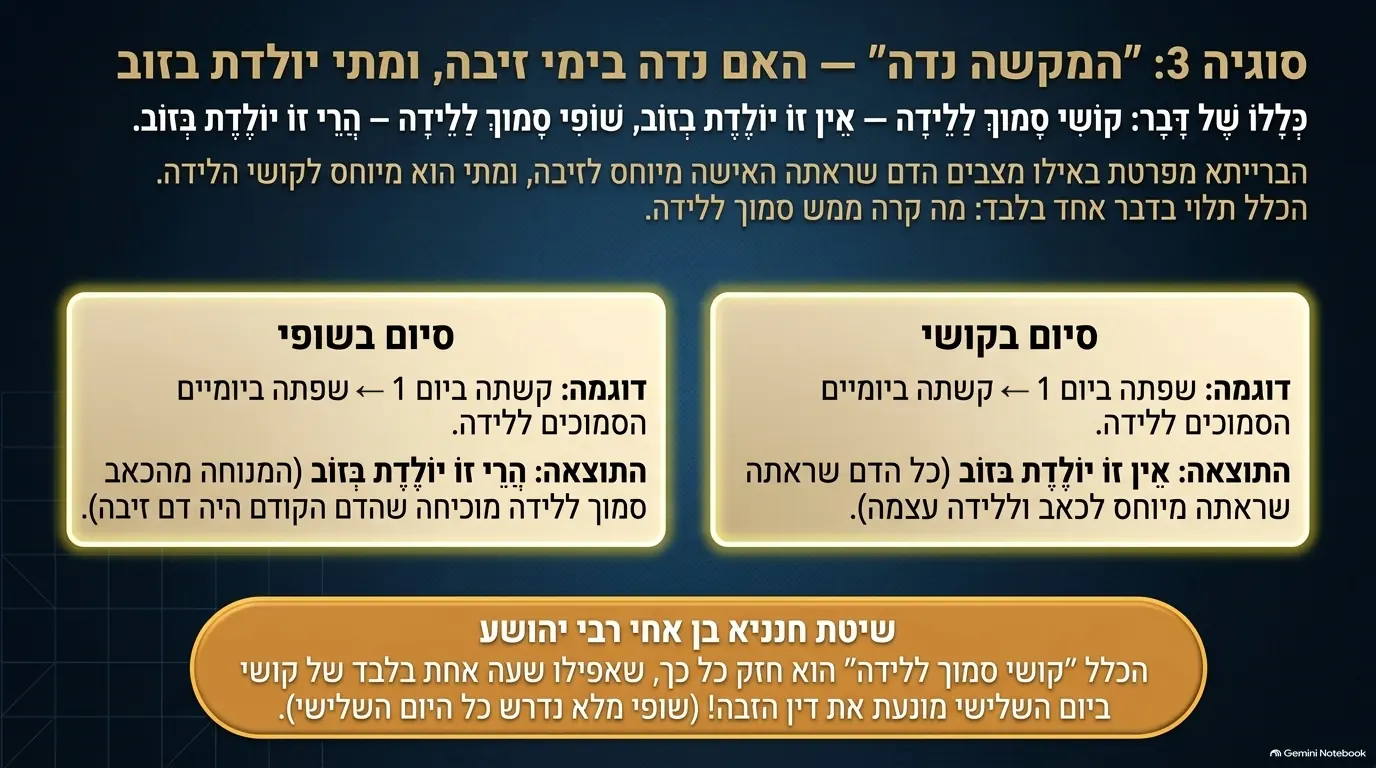 סוגיה 3: "המקשה נדה" — האם נדה בימי זיבה, ומתי יולדת בזוב
כְּלָלוֹ שֶׁל דָּבָר: קוֹשִׁי סָמוּךְ לַלֵּידָה – אֵין זוֹ יוֹלֶדֶת בְּזוֹב, שׁוֹפִי סָמוּךְ לַלֵּידָה – הֲרֵי זוֹ יוֹלֶדֶת בְּזוֹב.
הברייתא מפרטת באילו מצבים הדם שראתה האישה מיוחס לזיבה, ומתי הוא מיוחס לקושי הלידה.
הכלל תלוי בדבר אחד בלבד: מה קרה ממש סמוך ללידה.
סיום בקושי
דוגמה: שפתה ביום 1 ← קשתה ביומיים
הסמוכים ללידה.
התוצאה: אֵין זוֹ יוֹלֶדֶת בּזוֹב (כל הדם שראתה
שראתה מיוחס לכאב וללידה עצמה).
סיום בשופי
דוגמה: קשתה ביום 1 ← שפתה ביומיים
הסמוכים ללידה.
התוצאה: הֲרֵי זוֹ יוֹלֶדֶת בְּזוֹב (המנוחה מהכאב
סמוך ללידה מוכיחה שהדם הקודם היה דם זיבה).
שיטת חנניא בן אחי רבי יהושע
הכלל "קושי סמוך ללידה" הוא חזק כל כך, שאפילו שעה אחת בלבד של קושי
ביום השלישי מונעת את דין הזבה! (שופי מלא נדרש כל היום השלישי).
Gemini Notebook